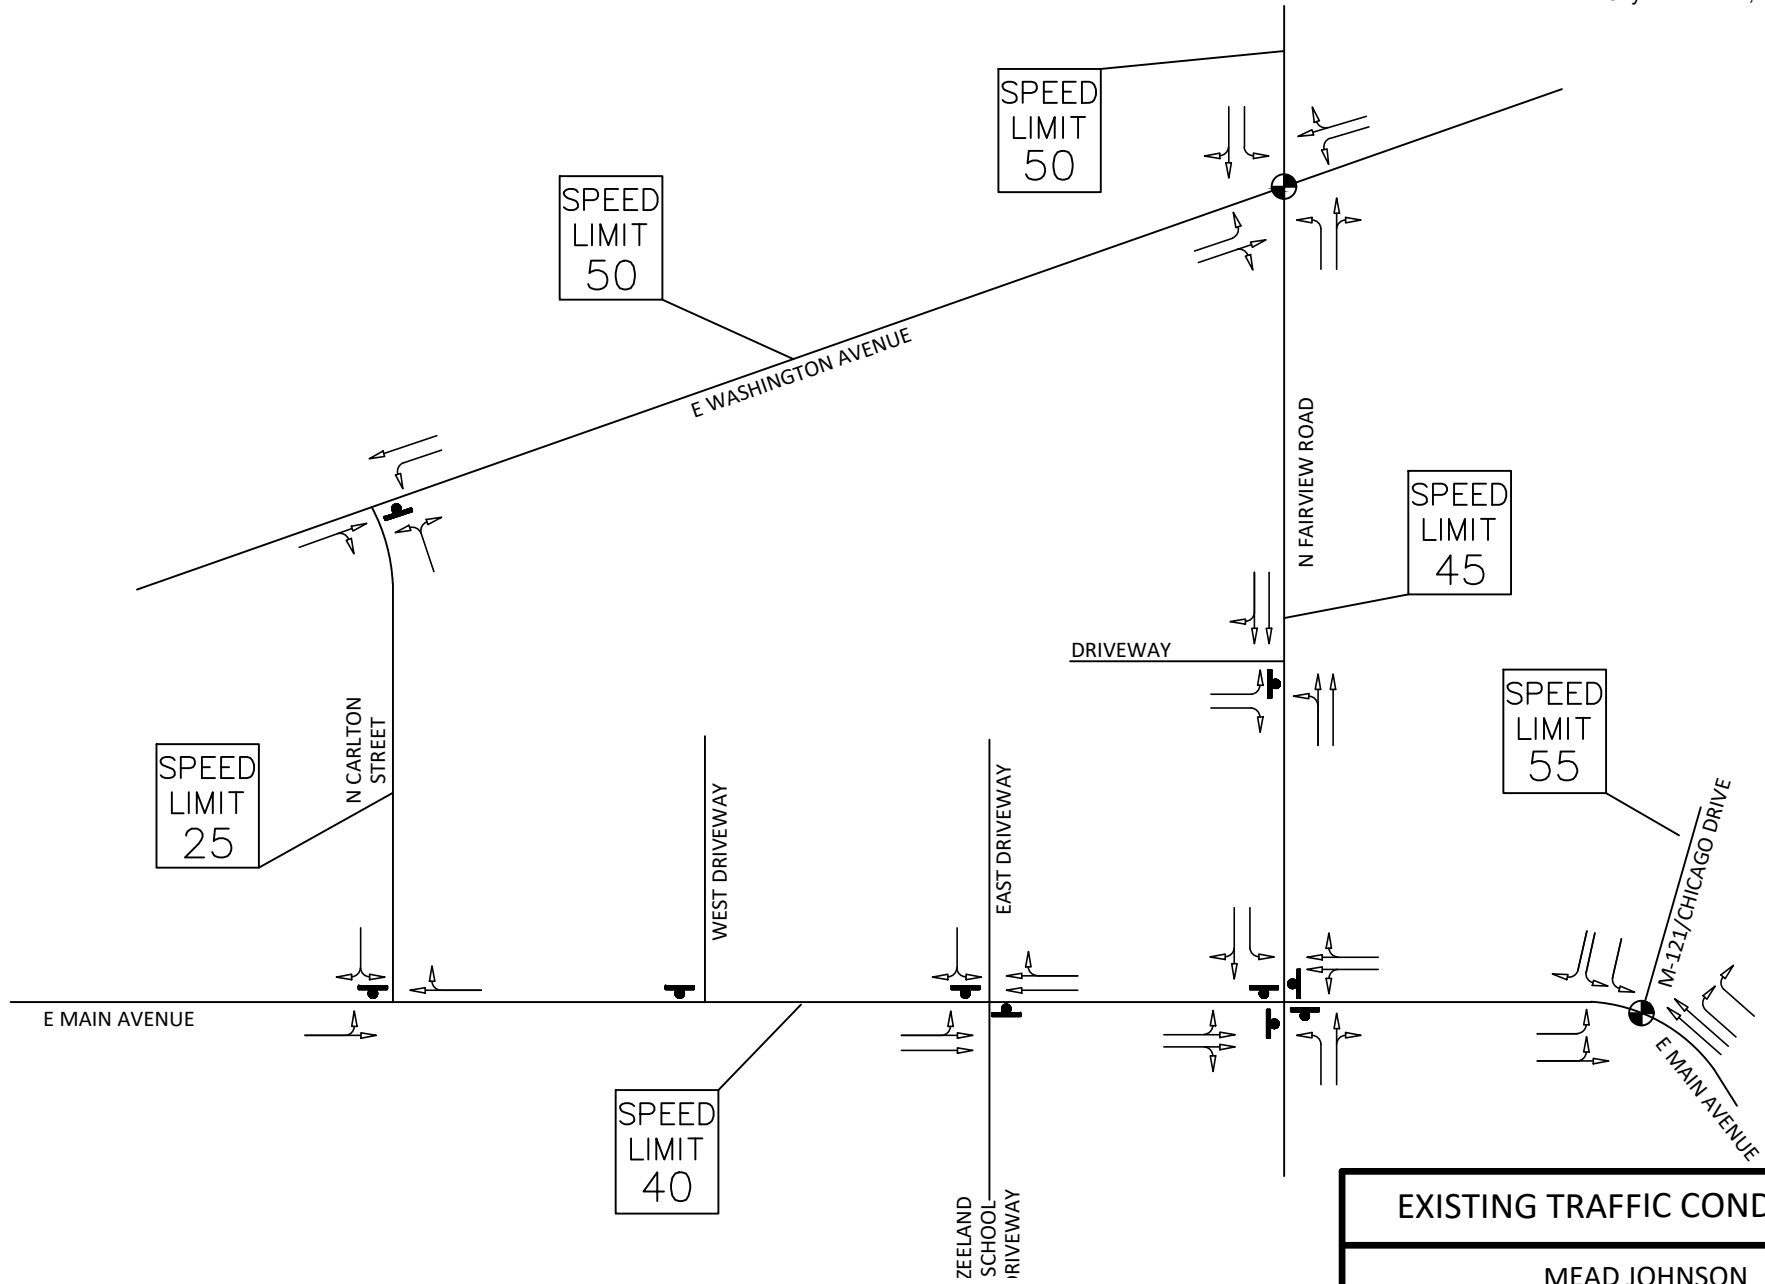 SPEED
LIMIT
50
SPEED
LIMIT
50
E WASHINGTON AVENUE
N FAIRVIEW ROAD
SPEED
LIMIT
45
DRIVEWAY
SPEED
LIMIT
55
M-121/CHICAGO DRIVE
N CARLTON
STREET
SPEED
LIMIT
25
WEST DRIVEWAY
EAST DRIVEWAY
E MAIN AVENUE
E MAIN AVENUE
SPEED
LIMIT
40
ZEELAND
SCHOOL
DRIVEWAY
EXISTING TRAFFIC COND
MEAD JOHNSON